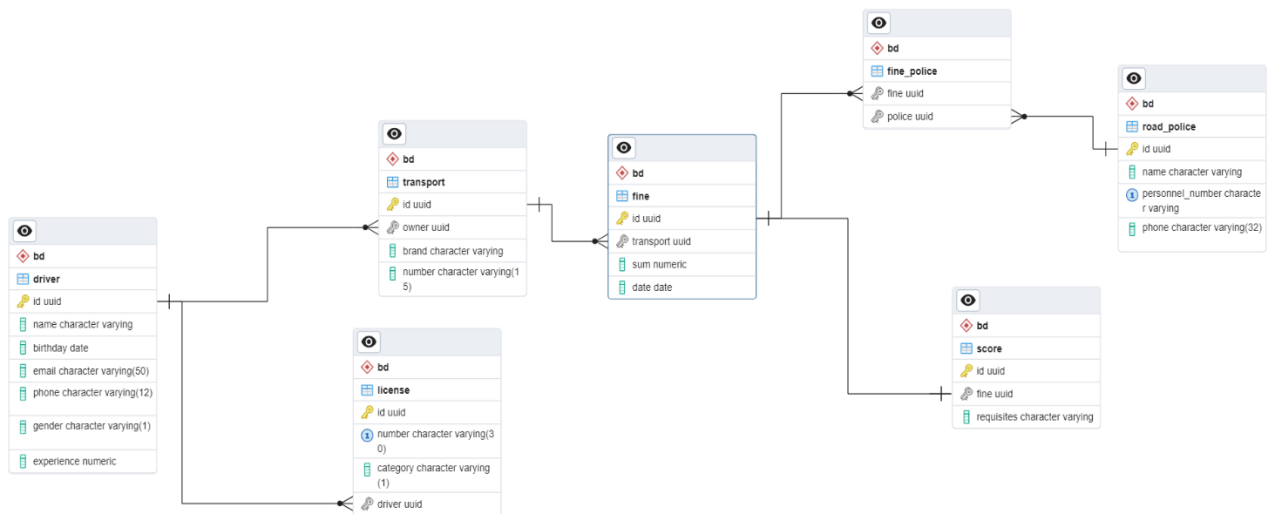 bd
driver
id uuid
name character varying
birthday date
email character varying(50)
phone character varying(12)
gender character varying(1)
experience numeric
bd
transport
id uuid
owner uuid
brand character varying
number character varying(1
5)
bd
license
id uuid
1 number character varying(3
0)
category character varying
(1)
driver uuid
bd
fine
id uuid
transport uuid
sum numeric
date date
bd
fine_police
fine uuid
police uuid
bd
road_police
id uuid
name character varying
1 personnel_number characte
r varying
phone character varying(32)
bd
score
id uuid
fine uuid
requisites character varying